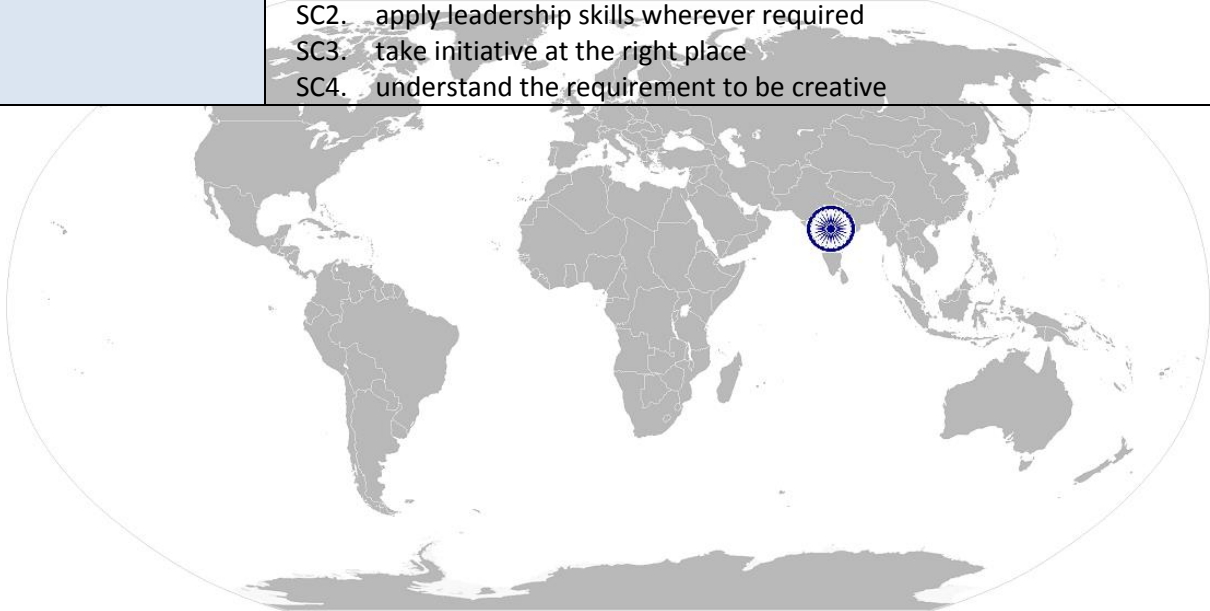 SC2. apply leadership skills wherever required
SC3. take initiative at the right place
SC4. understand the requirement to be creative